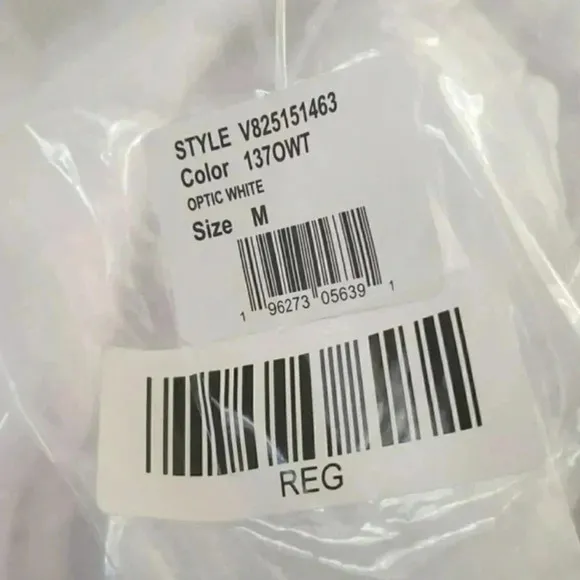 STYLE V825151463
Color 137OWT
OPTIC WHITE
Size M
1 96273 05639 1
REG